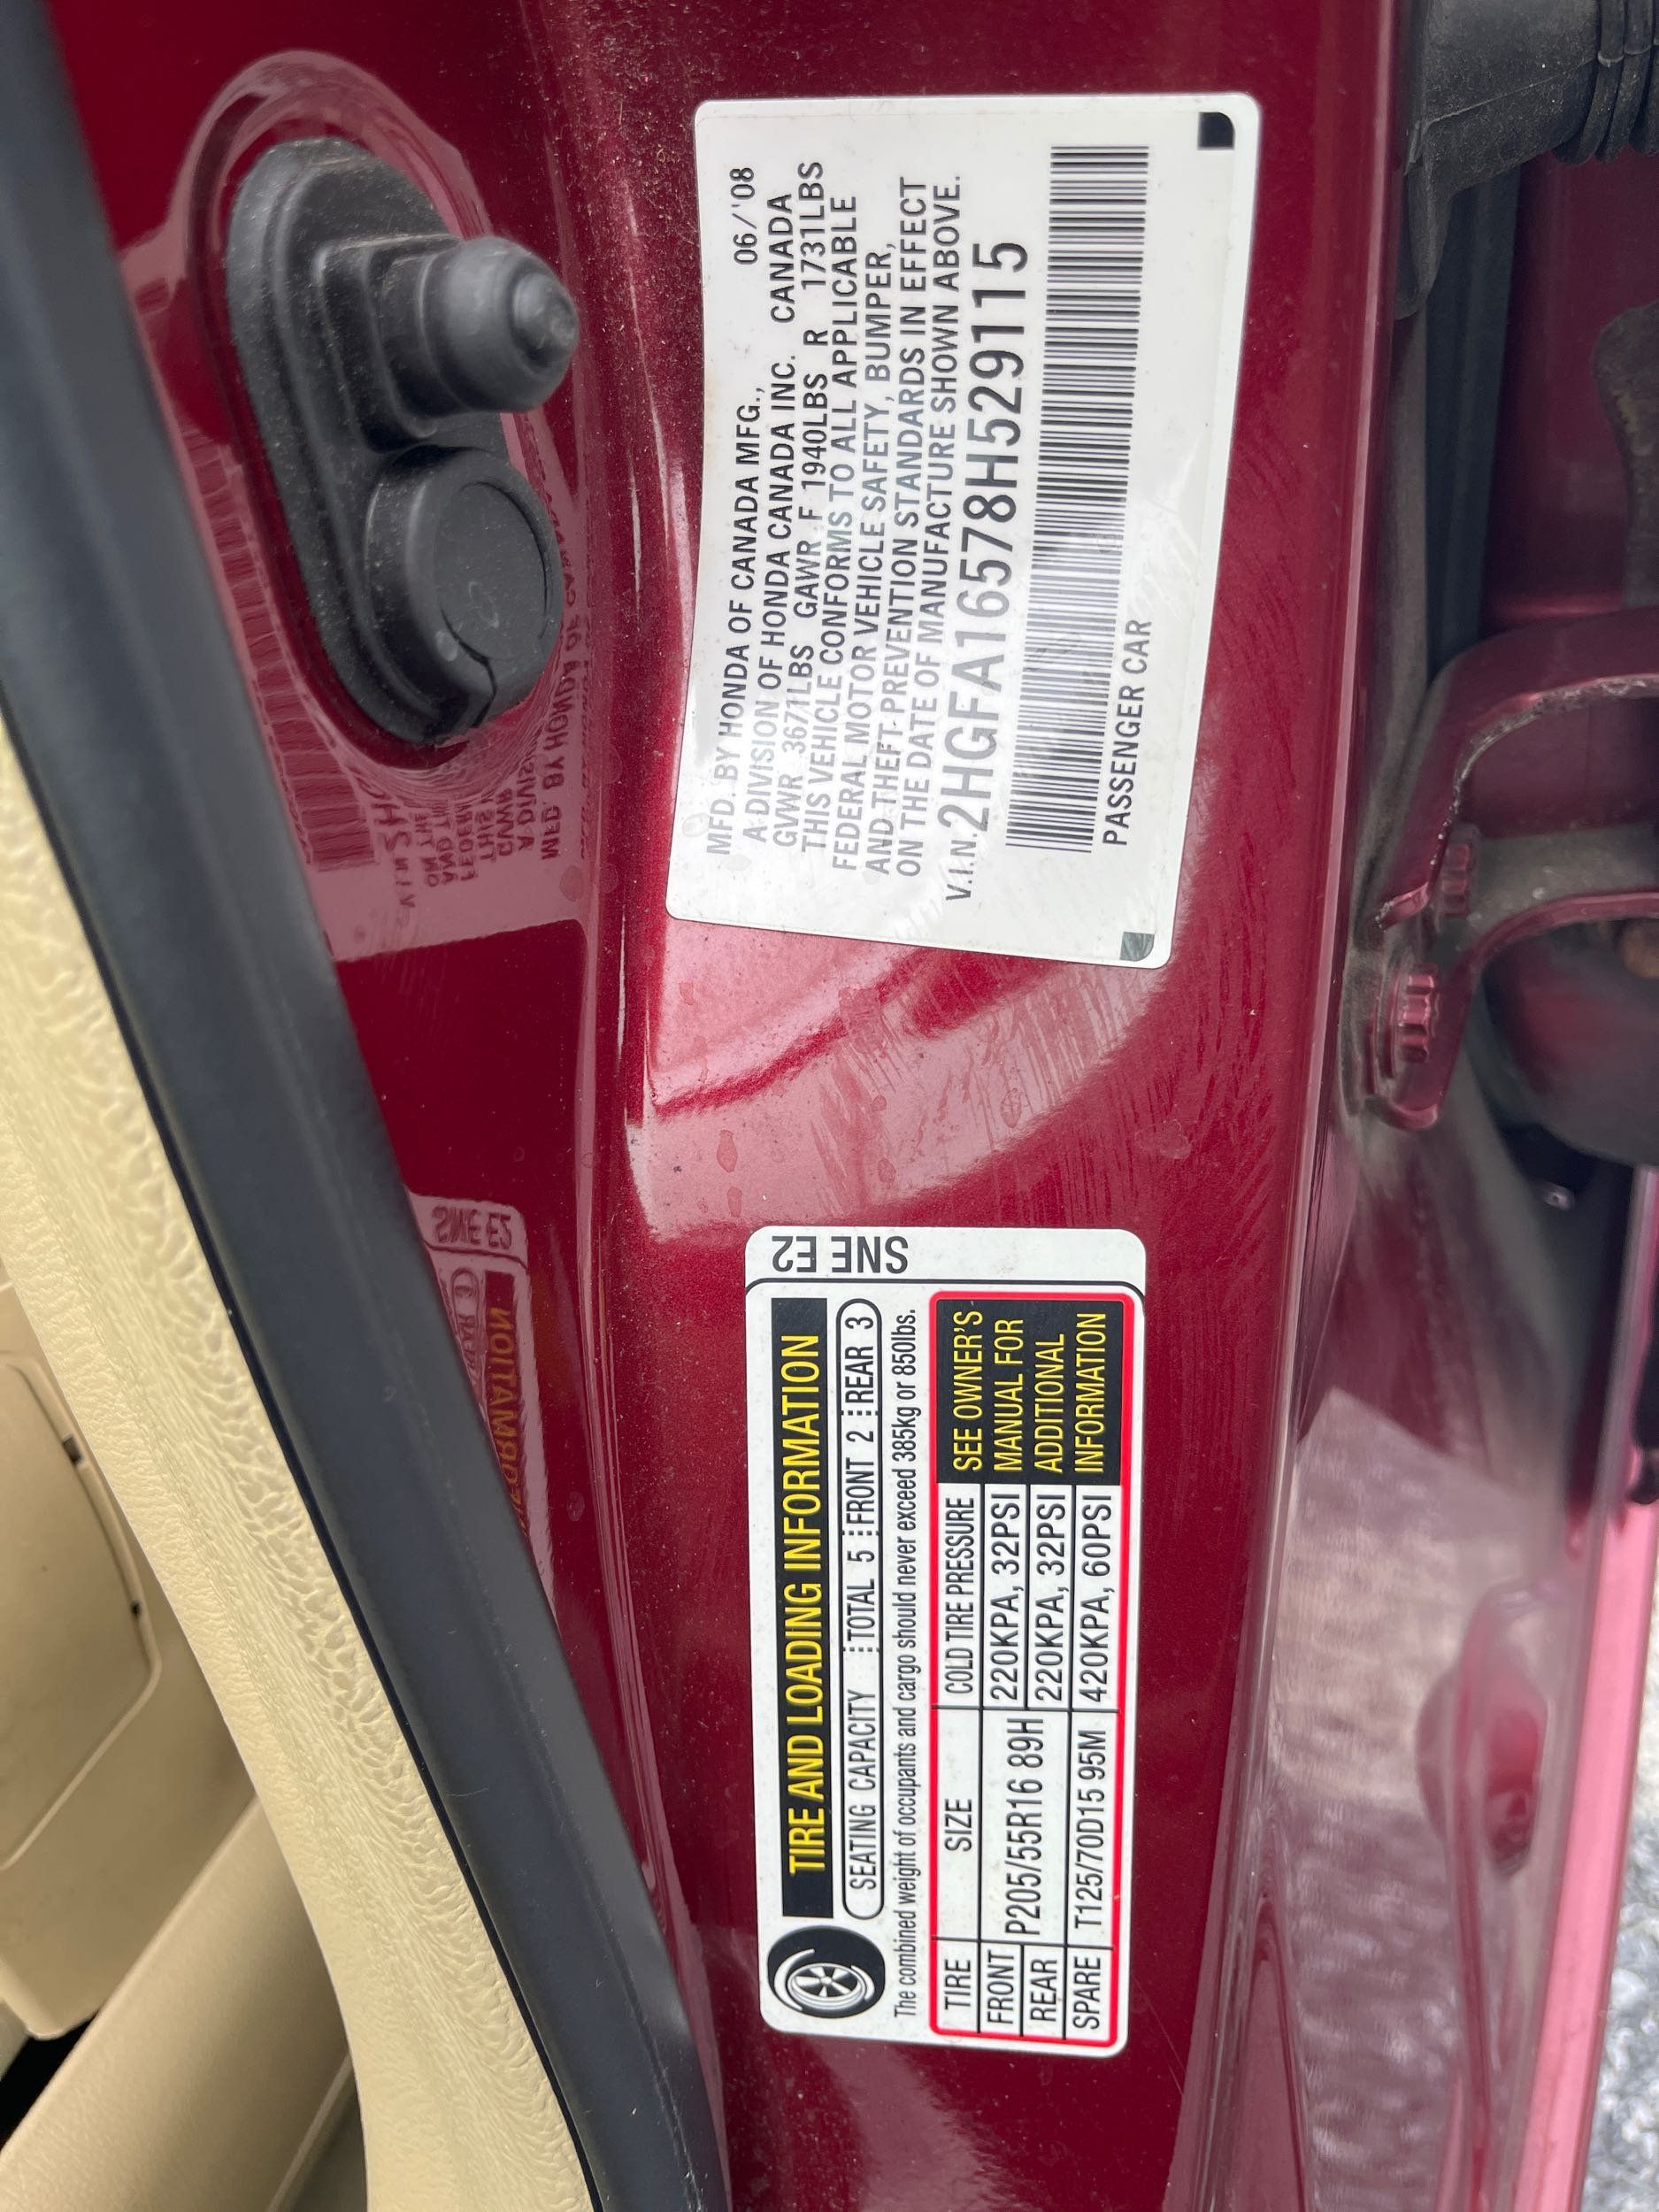 MFD. BY HONDA OF CANADA MFG., 06/'08
A DIVISION OF HONDA CANADA INC. CANADA
GVWR 3671LBS GAWR F 1940LBS R 1731LBS
THIS VEHICLE CONFORMS TO ALL APPLICABLE
FEDERAL MOTOR VEHICLE SAFETY, BUMPER,
AND THEFT-PREVENTION STANDARDS IN EFFECT
ON THE DATE OF MANUFACTURE SHOWN ABOVE.
V.I.N. 2HGFA16578H529115
PASSENGER CAR
TIRE AND LOADING INFORMATION
SEATING CAPACITY TOTAL 5 FRONT 2 REAR 3
The combined weight of occupants and cargo should never exceed 385kg or 850lbs.
TIRE SIZE COLD TIRE PRESSURE
FRONT P205/55R16 89H 220KPA, 32PSI
REAR 220KPA, 32PSI
SPARE T125/70D15 95M 420KPA, 60PSI
SEE OWNER'S
MANUAL FOR
ADDITIONAL
INFORMATION
SNE E2